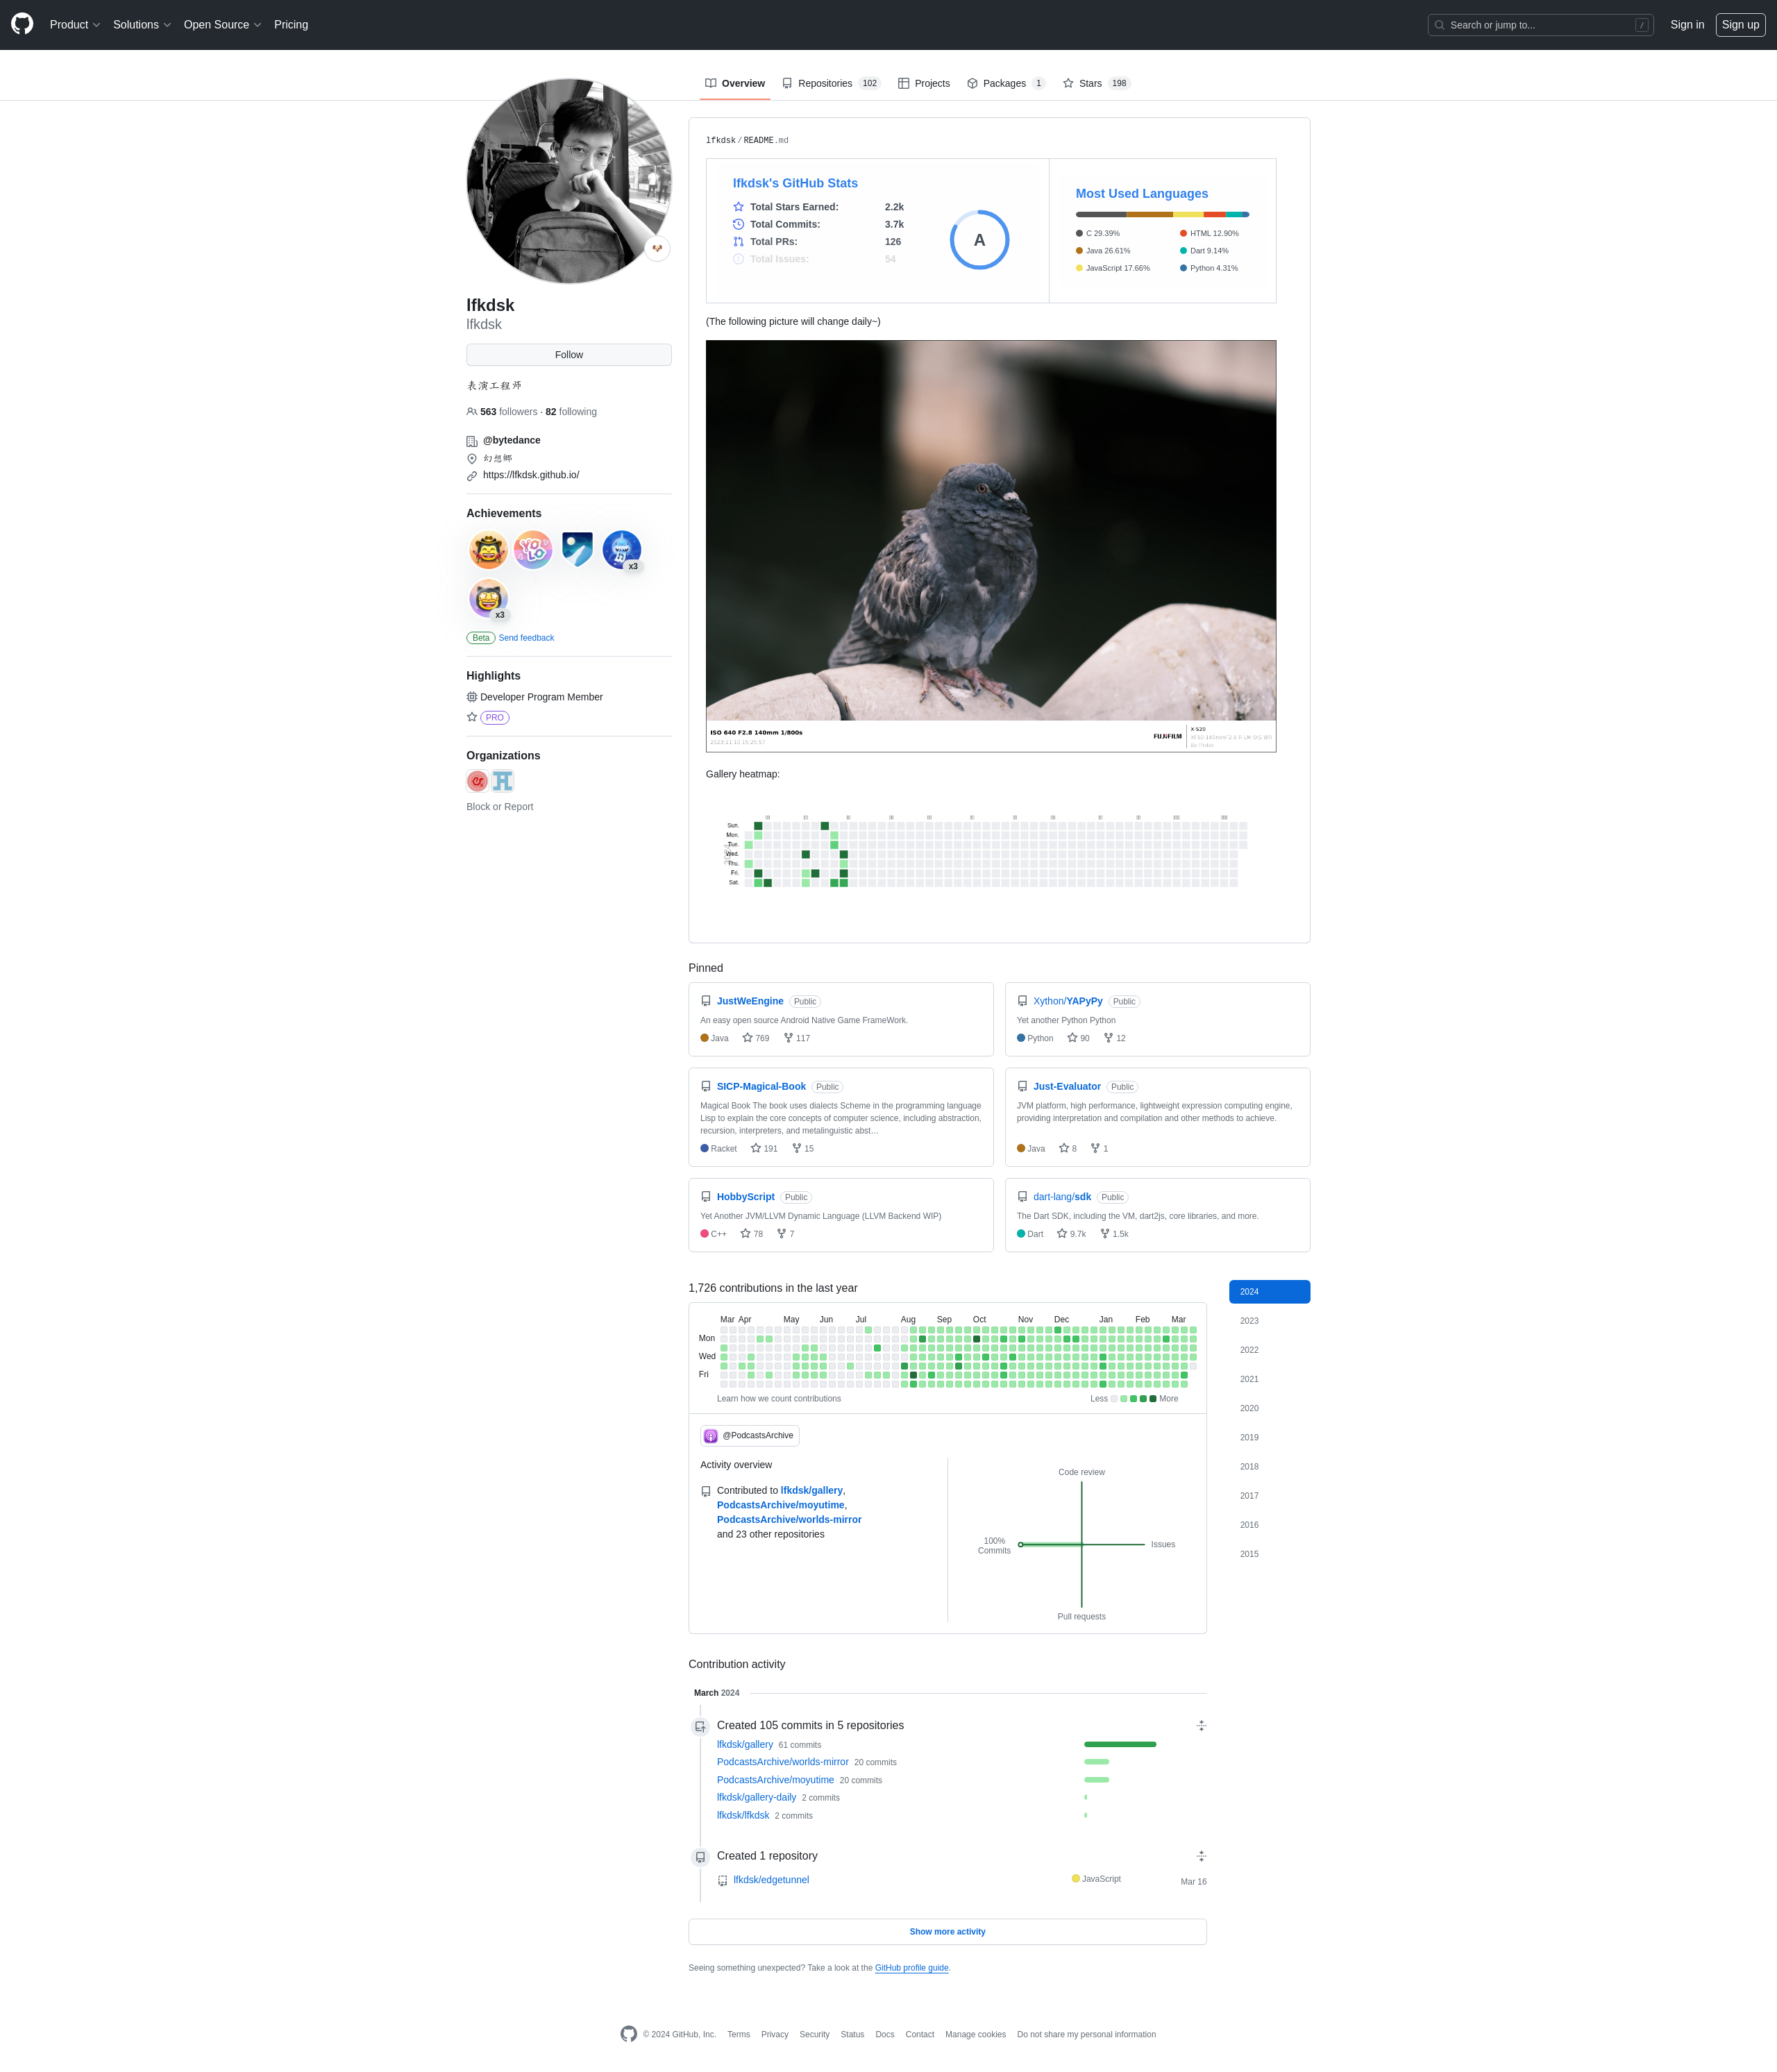 Product Solutions Open Source Pricing Search or jump to... / Sign in Sign up
Overview Repositories 102 Projects Packages 1 Stars 198
lfkdsk
lfkdsk
Follow
表演工程师
563 followers · 82 following
@bytedance
幻想乡
https://lfkdsk.github.io/
Achievements
YOLO
x3
x3
Beta Send feedback
Highlights
Developer Program Member
PRO
Organizations
Block or Report
lfkdsk/README.md
lfkdsk's GitHub Stats
Total Stars Earned: 2.2k
Total Commits: 3.7k
Total PRs: 126
Total Issues: 54
A
Most Used Languages
C 29.39%
Java 26.61%
JavaScript 17.66%
HTML 12.90%
Dart 9.14%
Python 4.31%
(The following picture will change daily~)
ISO 640 F2.8 140mm 1/800s
FUJIFILM
X S20
Gallery heatmap:
Sun.
Mon.
Tue.
Wed.
Thu.
Fri.
Sat.
Pinned
JustWeEngine Public
An easy open source Android Native Game FrameWork.
Java 769 117
Xython/YAPyPy Public
Yet another Python Python
Python 90 12
SICP-Magical-Book Public
Magical Book The book uses dialects Scheme in the programming language
Lisp to explain the core concepts of computer science, including abstraction,
recursion, interpreters, and metalinguistic abst…
Racket 191 15
Just-Evaluator Public
JVM platform, high performance, lightweight expression computing engine,
providing interpretation and compilation and other methods to achieve.
Java 8 1
HobbyScript Public
Yet Another JVM/LLVM Dynamic Language (LLVM Backend WIP)
C++ 78 7
dart-lang/sdk Public
The Dart SDK, including the VM, dart2js, core libraries, and more.
Dart 9.7k 1.5k
1,726 contributions in the last year
Mar Apr May Jun Jul Aug Sep Oct Nov Dec Jan Feb Mar
Mon
Wed
Fri
Learn how we count contributions
Less More
@PodcastsArchive
Activity overview
Contributed to lfkdsk/gallery,
PodcastsArchive/moyutime,
PodcastsArchive/worlds-mirror
and 23 other repositories
Code review
100%
Commits
Issues
Pull requests
2024
2023
2022
2021
2020
2019
2018
2017
2016
2015
Contribution activity
March 2024
Created 105 commits in 5 repositories
lfkdsk/gallery 61 commits
PodcastsArchive/worlds-mirror 20 commits
PodcastsArchive/moyutime 20 commits
lfkdsk/gallery-daily 2 commits
lfkdsk/lfkdsk 2 commits
Created 1 repository
lfkdsk/edgetunnel JavaScript Mar 16
Show more activity
Seeing something unexpected? Take a look at the GitHub profile guide.
© 2024 GitHub, Inc. Terms Privacy Security Status Docs Contact Manage cookies Do not share my personal information